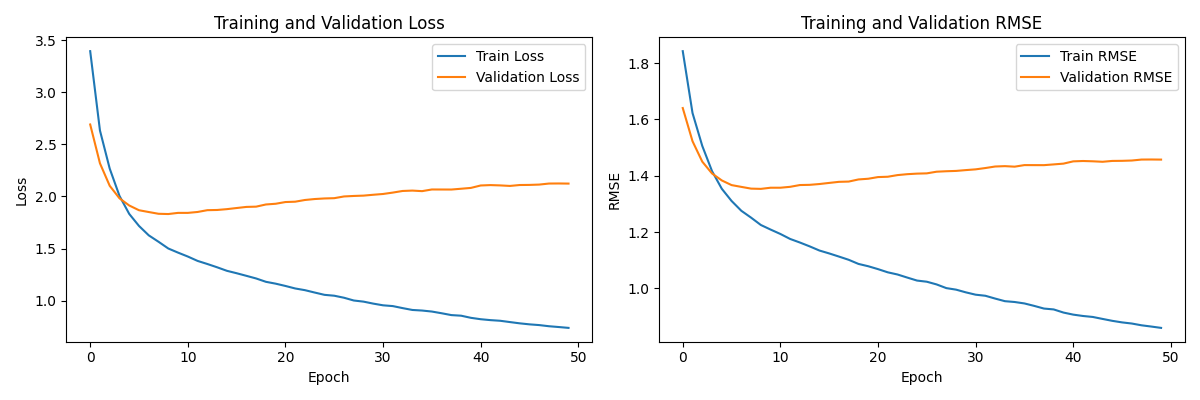 Training and Validation Loss
Train Loss
Validation Loss
Loss
3.5
3.0
2.5
2.0
1.5
1.0
0 10 20 30 40 50
Epoch
Training and Validation RMSE
Train RMSE
Validation RMSE
RMSE
1.8
1.6
1.4
1.2
1.0
0 10 20 30 40 50
Epoch